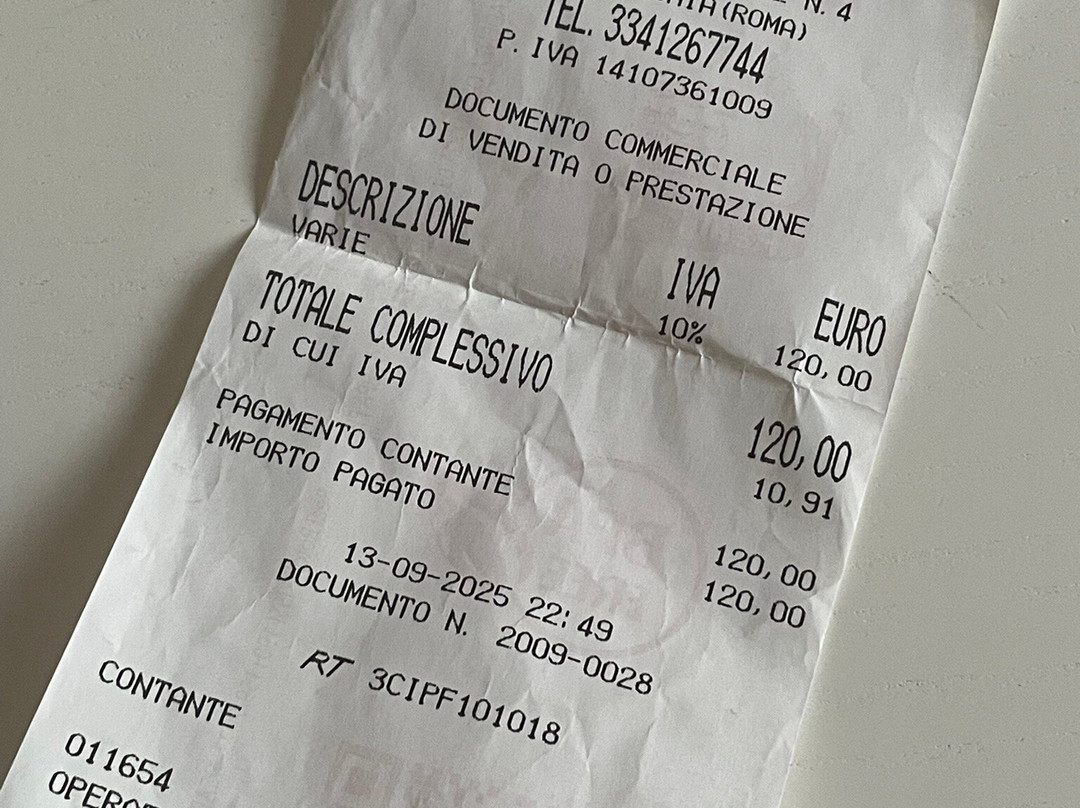 N. 4
(ROMA)
TEL. 3341267744
P. IVA 14107361009
DOCUMENTO COMMERCIALE
DI VENDITA O PRESTAZIONE
DESCRIZIONE IVA EURO
VARIE 10% 120,00
TOTALE COMPLESSIVO 120,00
DI CUI IVA 10,91
PAGAMENTO CONTANTE 120,00
IMPORTO PAGATO 120,00
13-09-2025 22:49
DOCUMENTO N. 2009-0028
RT 3CIPF101018
CONTANTE
011654